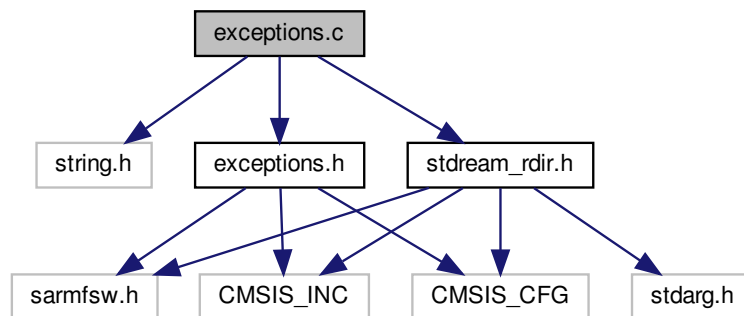 exceptions.c
string.h
exceptions.h
stdream_rdir.h
sarmfsw.h
CMSIS_INC
CMSIS_CFG
stdarg.h